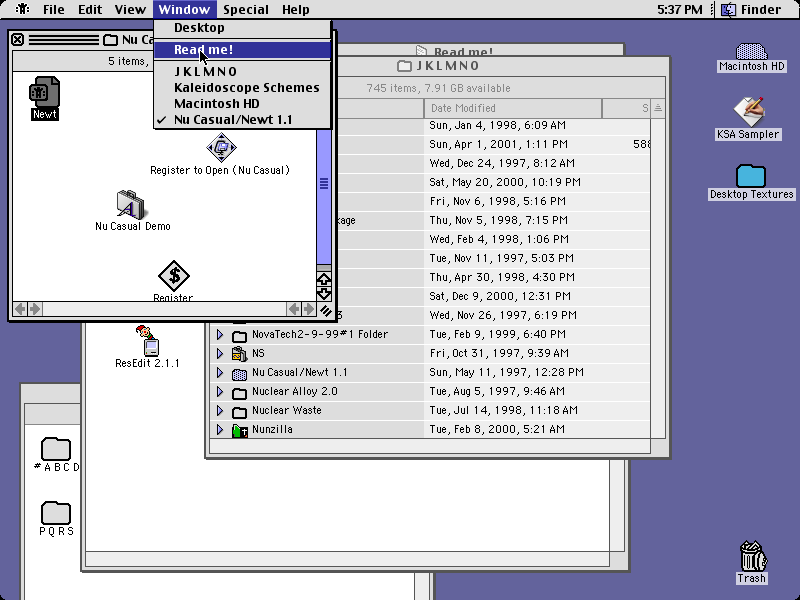 File Edit View Window Special Help 5:37 PM Finder
Desktop
Read me!
J K L M N O
Kaleidoscope Schemes
Macintosh HD
✓ Nu Casual/Newt 1.1
Nu Ca
5 items,
Newt
Register to Open (Nu Casual)
Nu Casual Demo
Register
Read me!
J K L M N O
745 items, 7.91 GB available
Date Modified S
Sun, Jan 4, 1998, 6:09 AM
Sun, Apr 1, 2001, 1:11 PM 588
Wed, Dec 24, 1997, 8:12 AM
Sat, May 20, 2000, 10:19 PM
Fri, Nov 6, 1998, 5:16 PM
kage Thu, Nov 5, 1998, 7:15 PM
Wed, Feb 4, 1998, 1:06 PM
Tue, Nov 11, 1997, 5:03 PM
Thu, Apr 30, 1998, 4:30 PM
Sat, Dec 9, 2000, 12:31 PM
3 Wed, Nov 26, 1997, 6:19 PM
NovaTech2-9-99#1 Folder Tue, Feb 9, 1999, 6:40 PM
NS Fri, Oct 31, 1997, 9:39 AM
Nu Casual/Newt 1.1 Sun, May 11, 1997, 12:28 PM
Nuclear Alloy 2.0 Tue, Aug 5, 1997, 9:46 AM
Nuclear Waste Tue, Jul 14, 1998, 11:18 AM
Nunzilla Tue, Feb 8, 2000, 5:21 AM
ResEdit 2.1.1
# A B C D
P Q R S
Macintosh HD
KSA Sampler
Desktop Textures
Trash